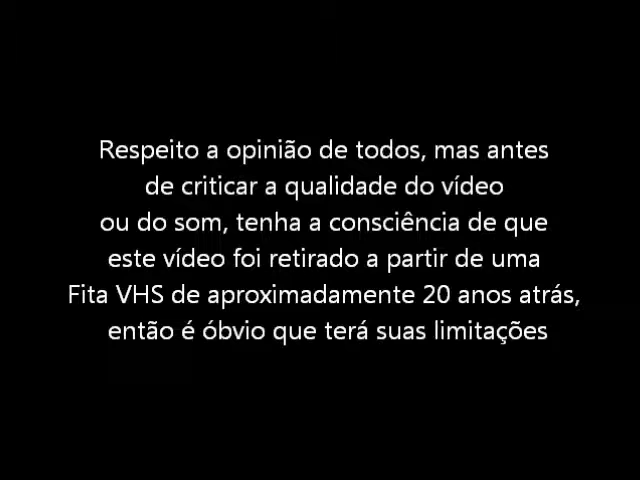 Respeito a opinião de todos, mas antes
de criticar a qualidade do vídeo
ou do som, tenha a consciência de que
este vídeo foi retirado a partir de uma
Fita VHS de aproximadamente 20 anos atrás,
então é óbvio que terá suas limitações